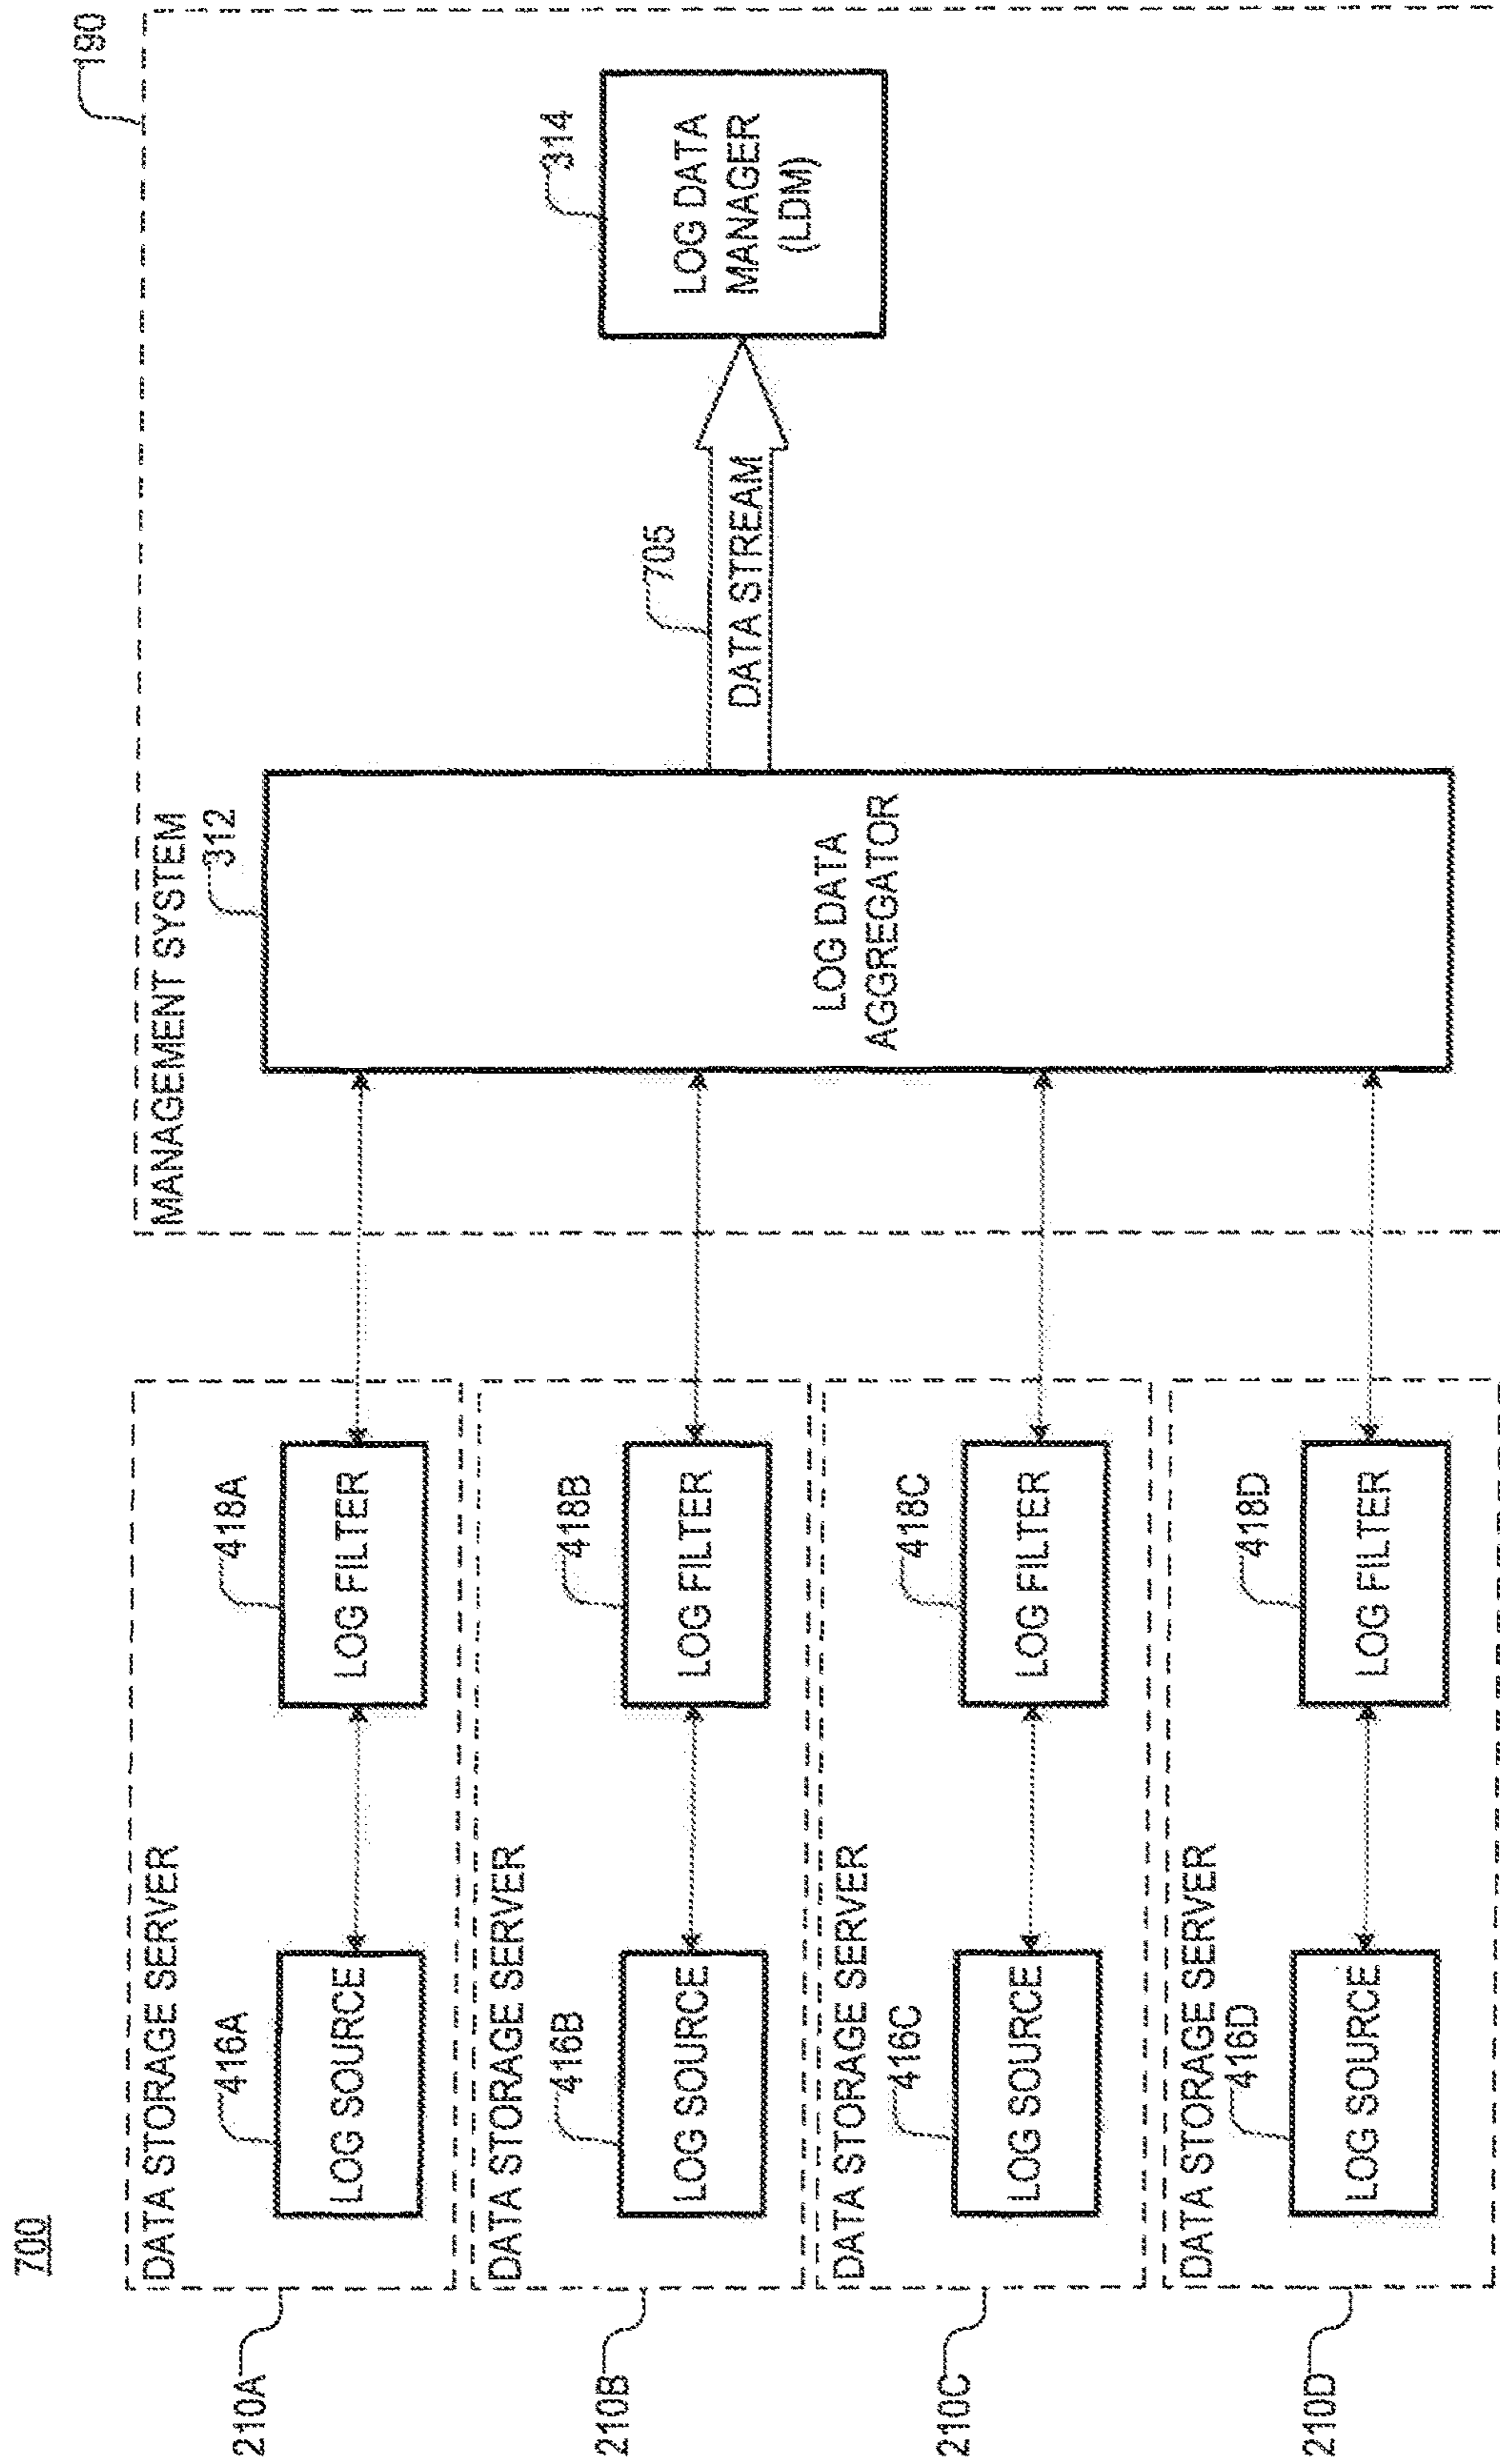 700
190
MANAGEMENT SYSTEM
312
LOG DATA
AGGREGATOR
705
DATA STREAM
314
LOG DATA
MANAGER
(LDM)
210A
DATA STORAGE SERVER
416A
LOG SOURCE
418A
LOG FILTER
210B
DATA STORAGE SERVER
416B
LOG SOURCE
418B
LOG FILTER
210C
DATA STORAGE SERVER
416C
LOG SOURCE
418C
LOG FILTER
210D
DATA STORAGE SERVER
416D
LOG SOURCE
418D
LOG FILTER